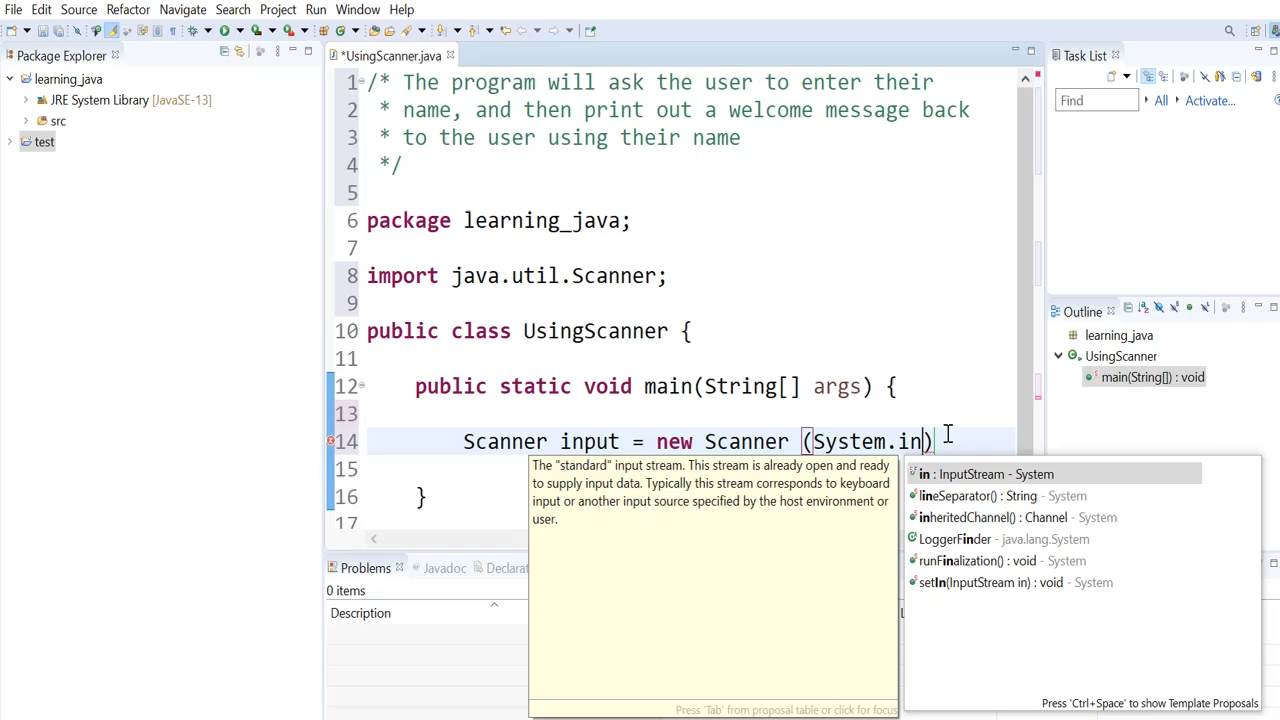 File Edit Source Refactor Navigate Search Project Run Window Help
Package Explorer
learning_java
JRE System Library [JavaSE-13]
src
test
*UsingScanner.java
1 /* The program will ask the user to enter their
2  * name, and then print out a welcome message back
3  * to the user using their name
4  */
5
6 package learning_java;
7
8 import java.util.Scanner;
9
10 public class UsingScanner {
11
12     public static void main(String[] args) {
13
14         Scanner input = new Scanner (System.in)
15
16     }
17
The "standard" input stream. This stream is already open and ready
to supply input data. Typically this stream corresponds to keyboard
input or another input source specified by the host environment or
user.
Press 'Tab' from proposal table or click for focus
in : InputStream - System
lineSeparator() : String - System
inheritedChannel() : Channel - System
LoggerFinder - java.lang.System
runFinalization() : void - System
setIn(InputStream in) : void - System
Press 'Ctrl+Space' to show Template Proposals
Problems Javadoc Declarat
0 items
Description
Task List
Find All Activate...
Outline
learning_java
UsingScanner
main(String[]) : void